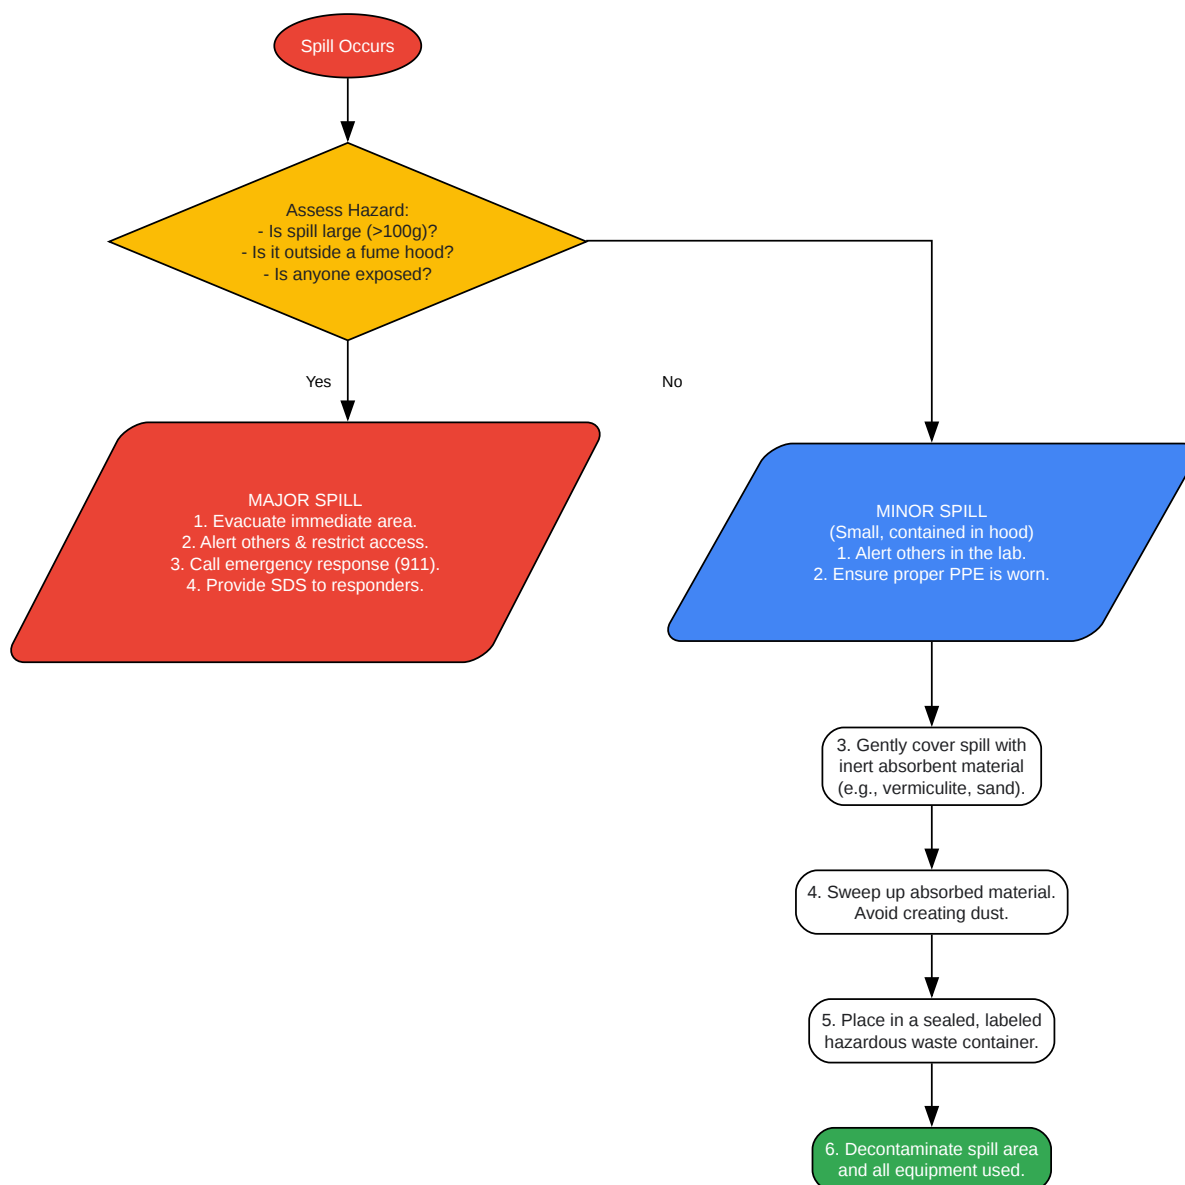 Spill Occurs
Assess Hazard:
- Is spill large (>100g)?
- Is it outside a fume hood?
- Is anyone exposed?
Yes
No
MAJOR SPILL
1. Evacuate immediate area.
2. Alert others & restrict access.
3. Call emergency response (911).
4. Provide SDS to responders.
MINOR SPILL
(Small, contained in hood)
1. Alert others in the lab.
2. Ensure proper PPE is worn.
3. Gently cover spill with
inert absorbent material
(e.g., vermiculite, sand).
4. Sweep up absorbed material.
Avoid creating dust.
5. Place in a sealed, labeled
hazardous waste container.
6. Decontaminate spill area
and all equipment used.